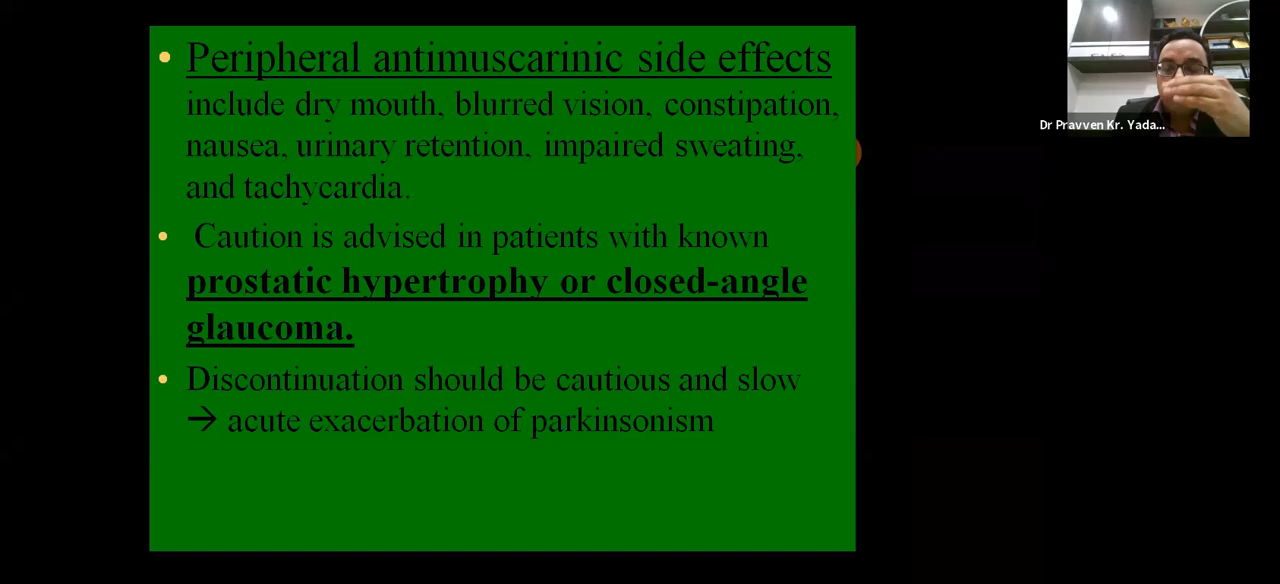 • Peripheral antimuscarinic side effects
include dry mouth, blurred vision, constipation,
nausea, urinary retention, impaired sweating,
and tachycardia.
• Caution is advised in patients with known
prostatic hypertrophy or closed-angle
glaucoma.
• Discontinuation should be cautious and slow
→ acute exacerbation of parkinsonism
Dr Pravven Kr. Yada...